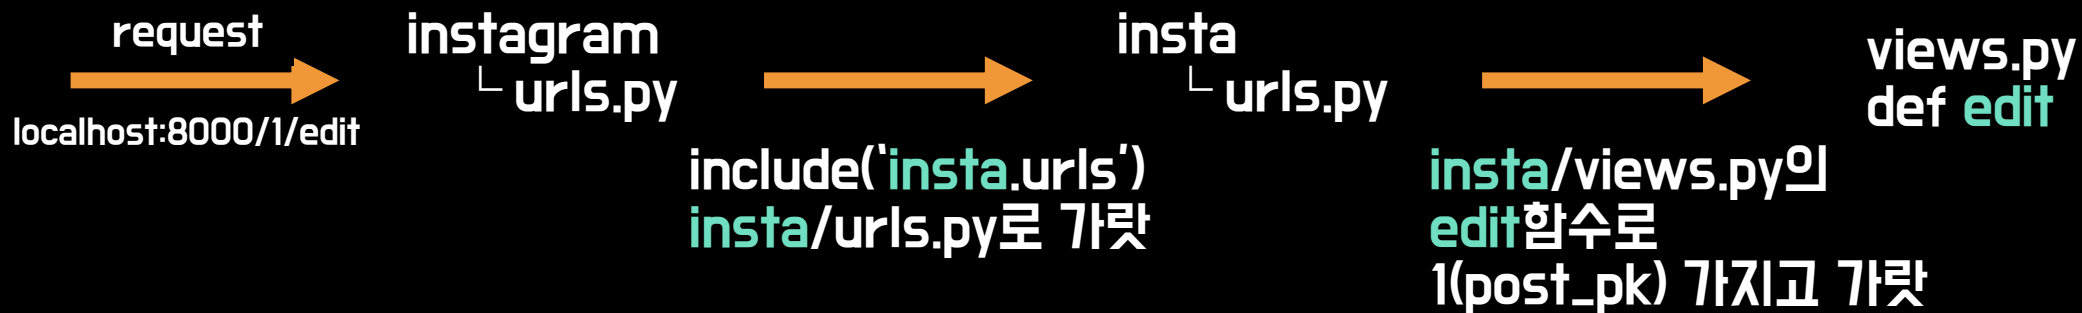 request
localhost:8000/1/edit
instagram
urls.py
include(‘insta.urls’)
insta/urls.py로 가랏
insta
urls.py
insta/views.py의
edit함수로
1(post_pk) 가지고 가랏
views.py
def edit